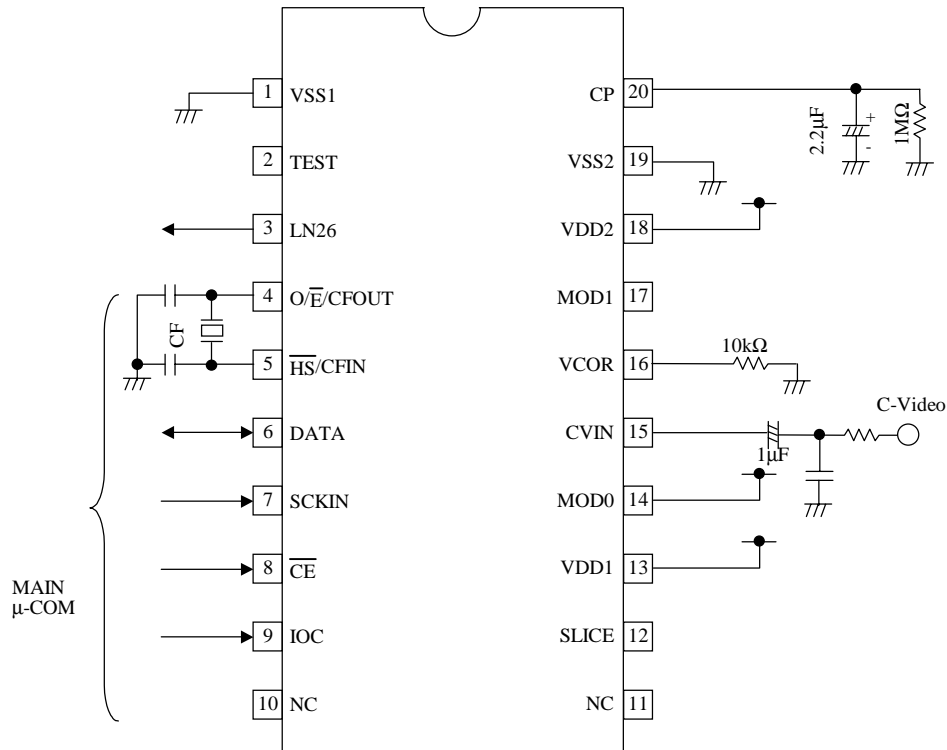 1 VSS1
2 TEST
3 LN26
4 O/E̅/CFOUT
5 H̅S̅/CFIN
6 DATA
7 SCKIN
8 C̅E̅
9 IOC
10 NC
CF
MAIN
μ-COM
CP 20
VSS2 19
VDD2 18
MOD1 17
VCOR 16
CVIN 15
MOD0 14
VDD1 13
SLICE 12
NC 11
2.2μF
+
-
1MΩ
10kΩ
C-Video
1μF